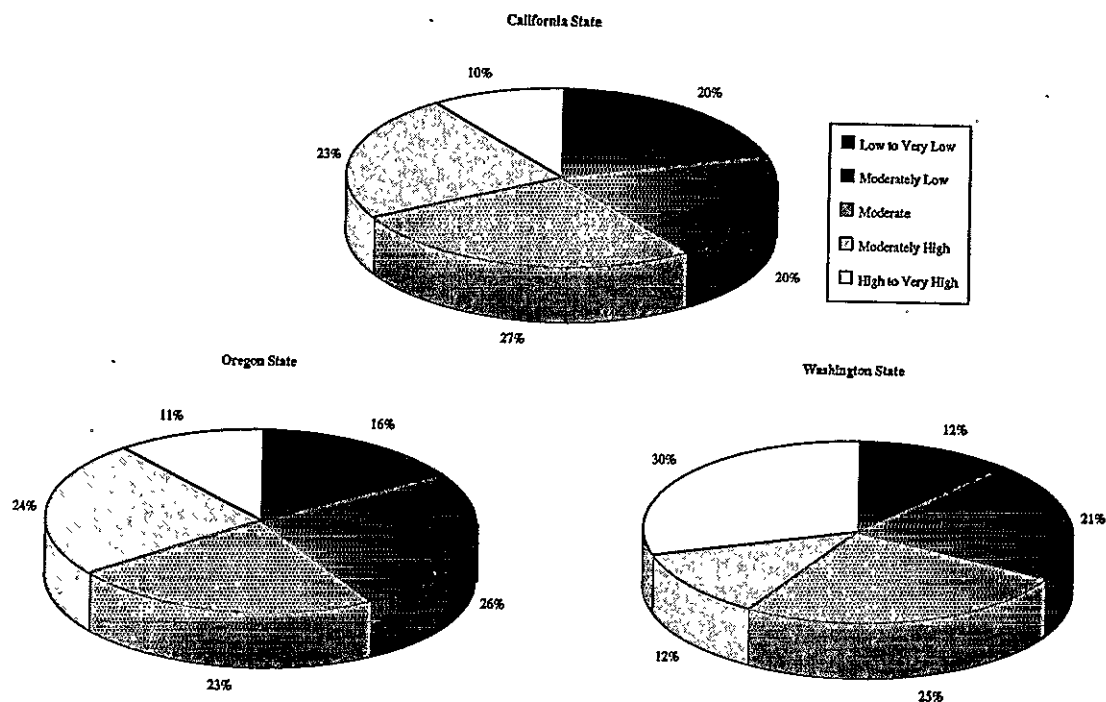 California State
10%
20%
23%
20%
27%
Low to Very Low
Moderately Low
Moderate
Moderately High
High to Very High
Oregon State
11%
16%
24%
26%
23%
Washington State
12%
30%
21%
12%
25%